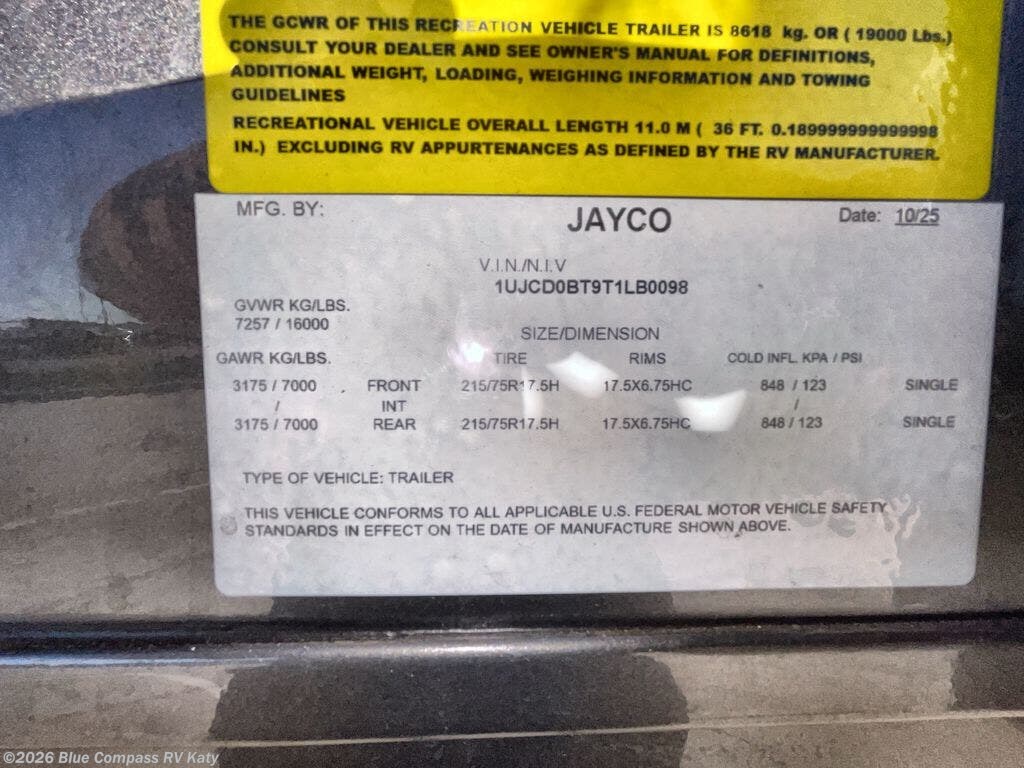 THE GCWR OF THIS RECREATION VEHICLE TRAILER IS 8618 kg. OR ( 19000 Lbs.)
CONSULT YOUR DEALER AND SEE OWNER'S MANUAL FOR DEFINITIONS,
ADDITIONAL WEIGHT, LOADING, WEIGHING INFORMATION AND TOWING
GUIDELINES
RECREATIONAL VEHICLE OVERALL LENGTH 11.0 M ( 36 FT. 0.189999999999998
IN.) EXCLUDING RV APPURTENANCES AS DEFINED BY THE RV MANUFACTURER.
MFG. BY: JAYCO Date: 10/25
V.I.N./N.I.V
1UJCD0BT9T1LB0098
GVWR KG/LBS.
7257 / 16000
SIZE/DIMENSION
GAWR KG/LBS. TIRE RIMS COLD INFL. KPA / PSI
3175 / 7000 FRONT 215/75R17.5H 17.5X6.75HC 848 / 123 SINGLE
/ INT /
3175 / 7000 REAR 215/75R17.5H 17.5X6.75HC 848 / 123 SINGLE
TYPE OF VEHICLE: TRAILER
THIS VEHICLE CONFORMS TO ALL APPLICABLE U.S. FEDERAL MOTOR VEHICLE SAFETY
STANDARDS IN EFFECT ON THE DATE OF MANUFACTURE SHOWN ABOVE.
©2026 Blue Compass RV Katy